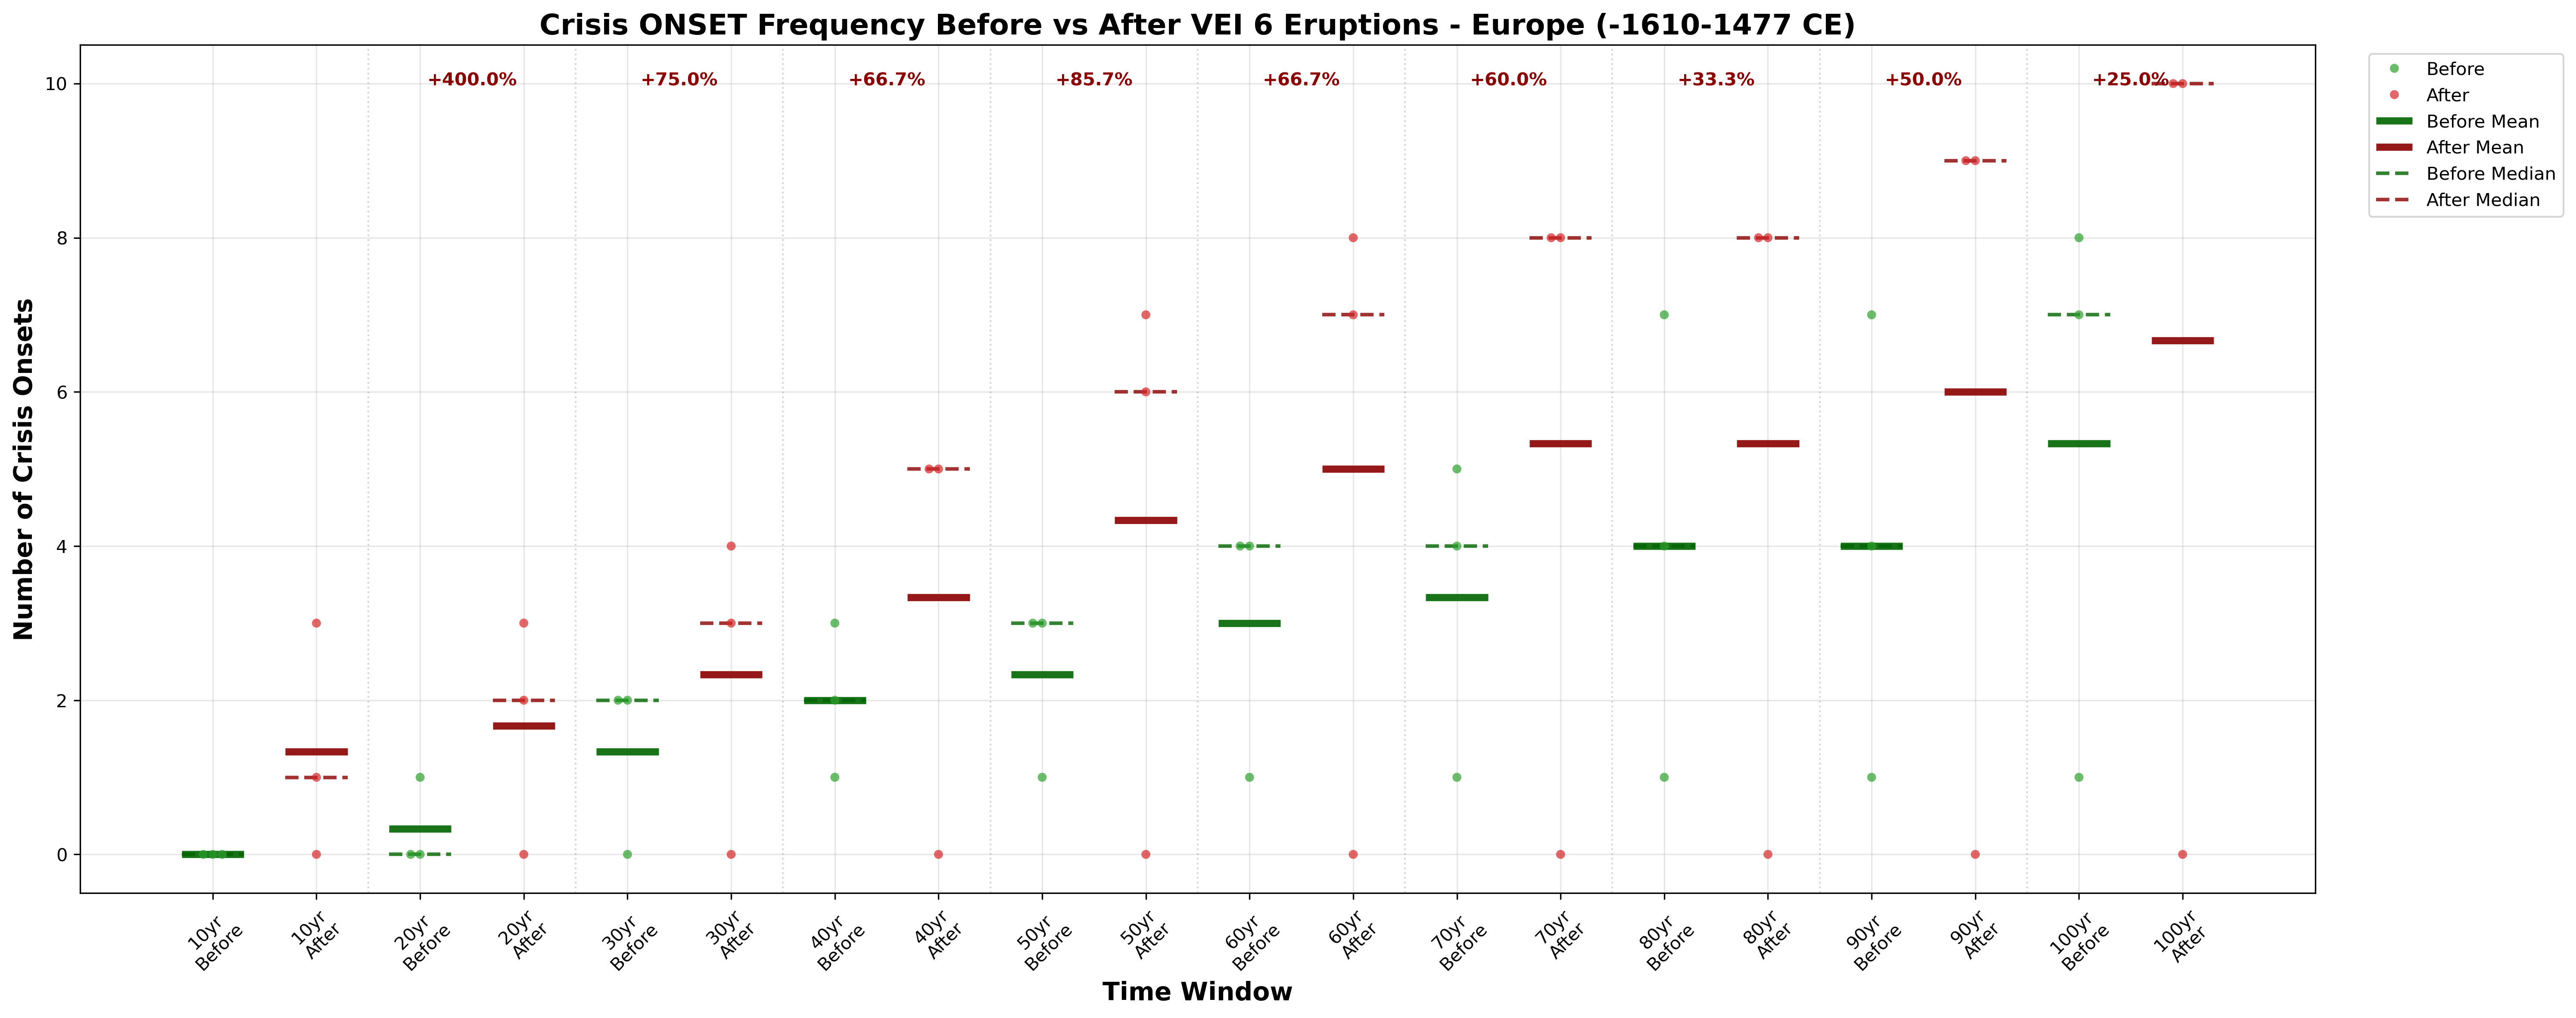 Crisis ONSET Frequency Before vs After VEI 6 Eruptions - Europe (-1610-1477 CE)
Number of Crisis Onsets
10
8
6
4
2
0
+400.0%
+75.0%
+66.7%
+85.7%
+66.7%
+60.0%
+33.3%
+50.0%
+25.0%
Before
After
Before Mean
After Mean
Before Median
After Median
10yr
Before
10yr
After
20yr
Before
20yr
After
30yr
Before
30yr
After
40yr
Before
40yr
After
50yr
Before
50yr
After
60yr
Before
60yr
After
70yr
Before
70yr
After
80yr
Before
80yr
After
90yr
Before
90yr
After
100yr
Before
100yr
After
Time Window